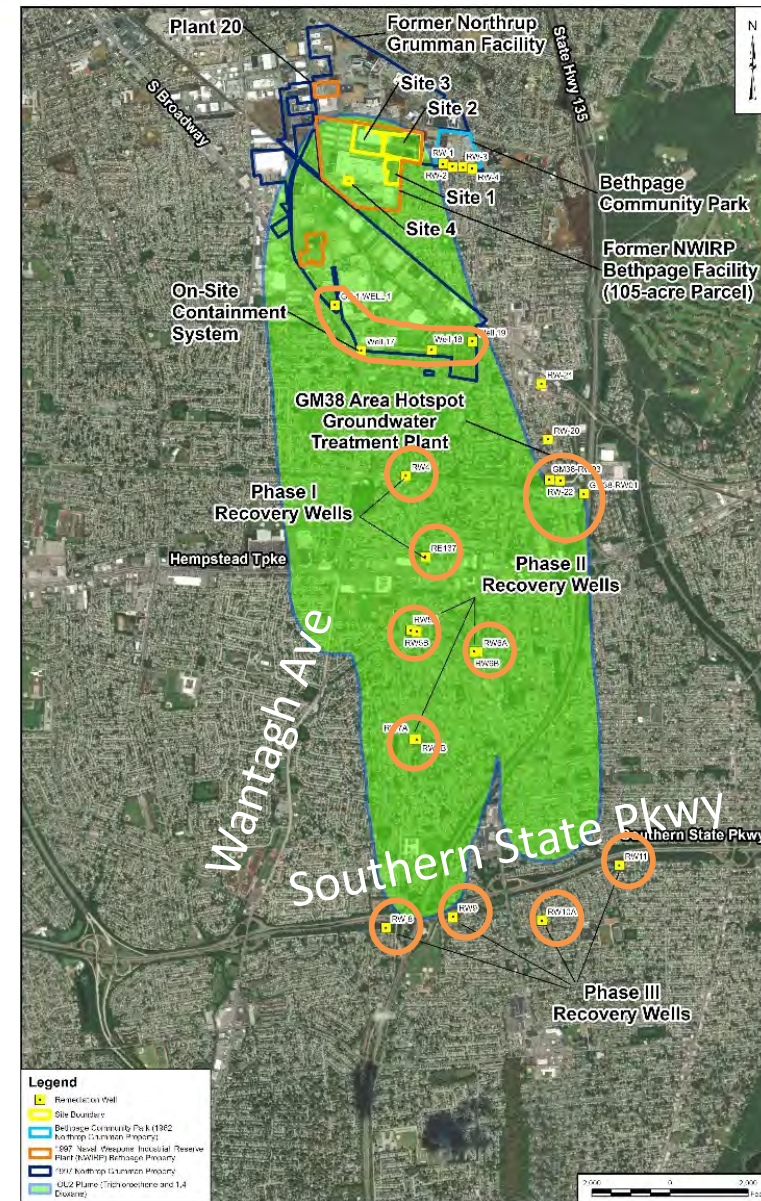 Plant 20
Former Northrup
Grumman Facility
N
State Hwy 135
S Broadway
Site 3
Site 2
RW-1
RW-3
RW-2
RW-4
Site 1
Site 4
Bethpage
Community Park
Former NWIRP
Bethpage Facility
(105-acre Parcel)
On-Site
Containment
System
WELL 1
Well 17
Well 18
Well 19
RW-21
GM38 Area Hotspot
Groundwater
Treatment Plant
RW-20
RW4
RW-22
Phase I
Recovery Wells
Hempstead Tpke
RE137
Phase II
Recovery Wells
RW5B
RW6A
RW6B
Wantagh Ave
Southern State Pkwy
Southern State Pkwy
RW11
RW 8
RW9
RW10A
Phase III
Recovery Wells
Legend
Remediation Well
Site Boundary
Bethpage Community Park (1962
Northrop Grumman Property)
1997 Naval Weapons Industrial Reserve
Plant (NWIRP) Bethpage Property
1997 Northrop Grumman Property
OU2 Plume (Trichloroethene and 1,4
Dioxane)
2,000
0
2,000